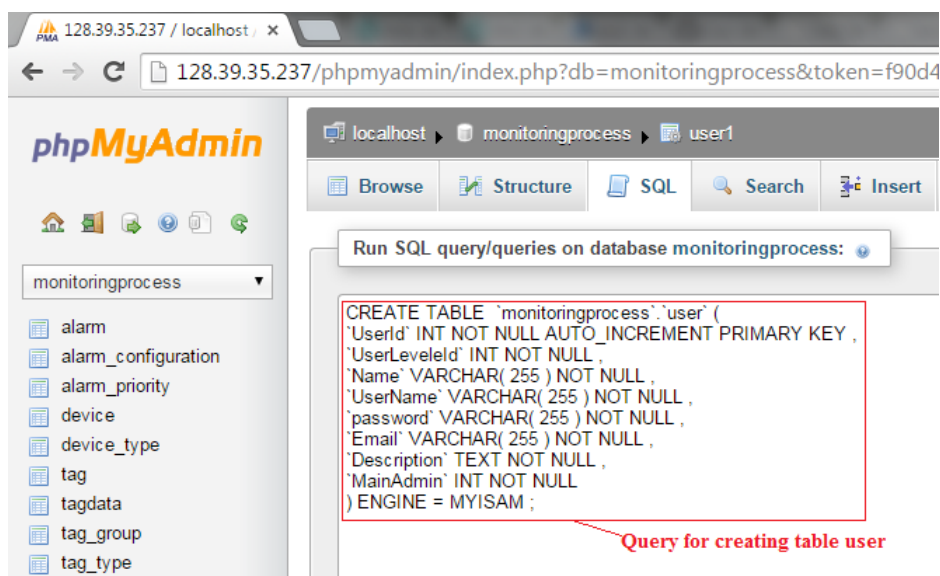 128.39.35.237 / localhost /
128.39.35.237/phpmyadmin/index.php?db=monitoringprocess&token=f90d4
phpMyAdmin
localhost
monitoringprocess
user1
Browse
Structure
SQL
Search
Insert
monitoringprocess
alarm
alarm_configuration
alarm_priority
device
device_type
tag
tagdata
tag_group
tag_type
Run SQL query/queries on database monitoringprocess:
CREATE TABLE `monitoringprocess`.`user` (
`UserId` INT NOT NULL AUTO_INCREMENT PRIMARY KEY ,
`UserLeveleId` INT NOT NULL ,
`Name` VARCHAR( 255 ) NOT NULL ,
`UserName` VARCHAR( 255 ) NOT NULL ,
`password` VARCHAR( 255 ) NOT NULL ,
`Email` VARCHAR( 255 ) NOT NULL ,
`Description` TEXT NOT NULL ,
`MainAdmin` INT NOT NULL
) ENGINE = MYISAM ;
Query for creating table user